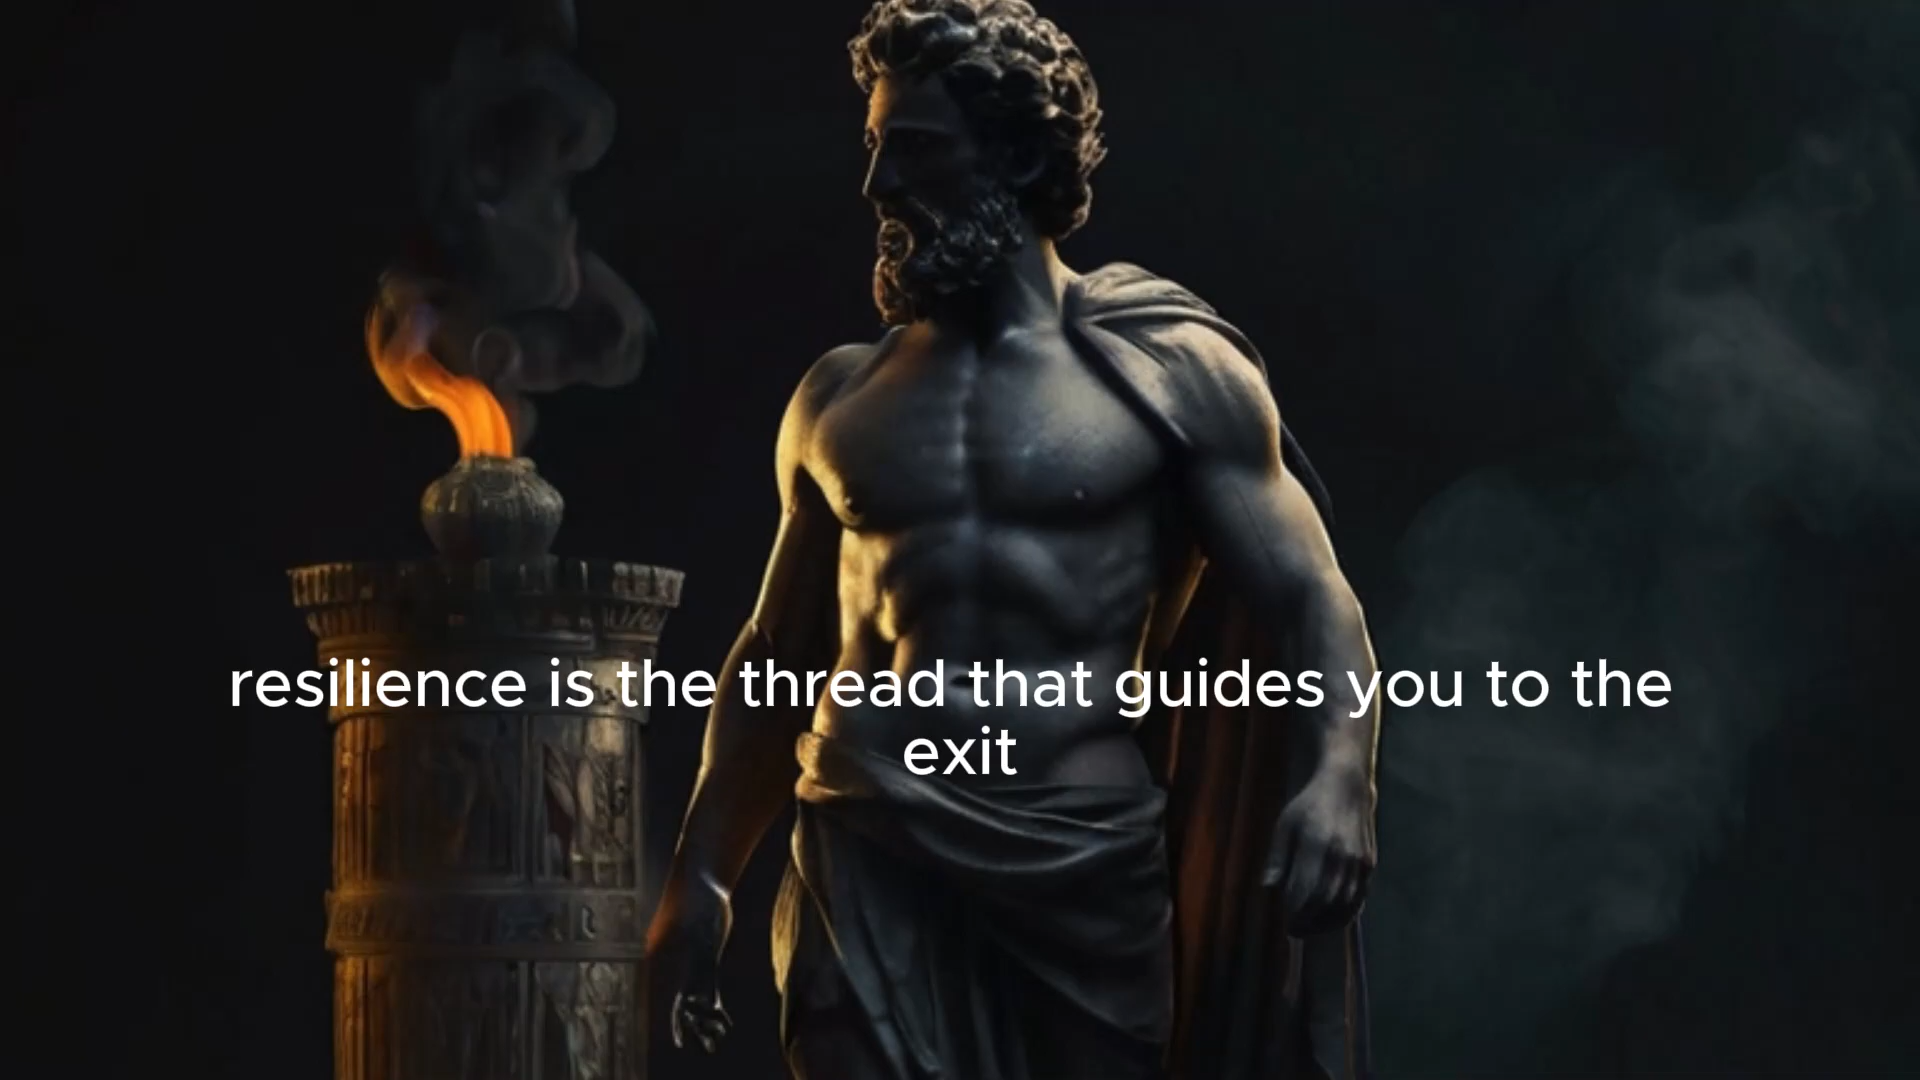 resilience is the thread that guides you to the
exit